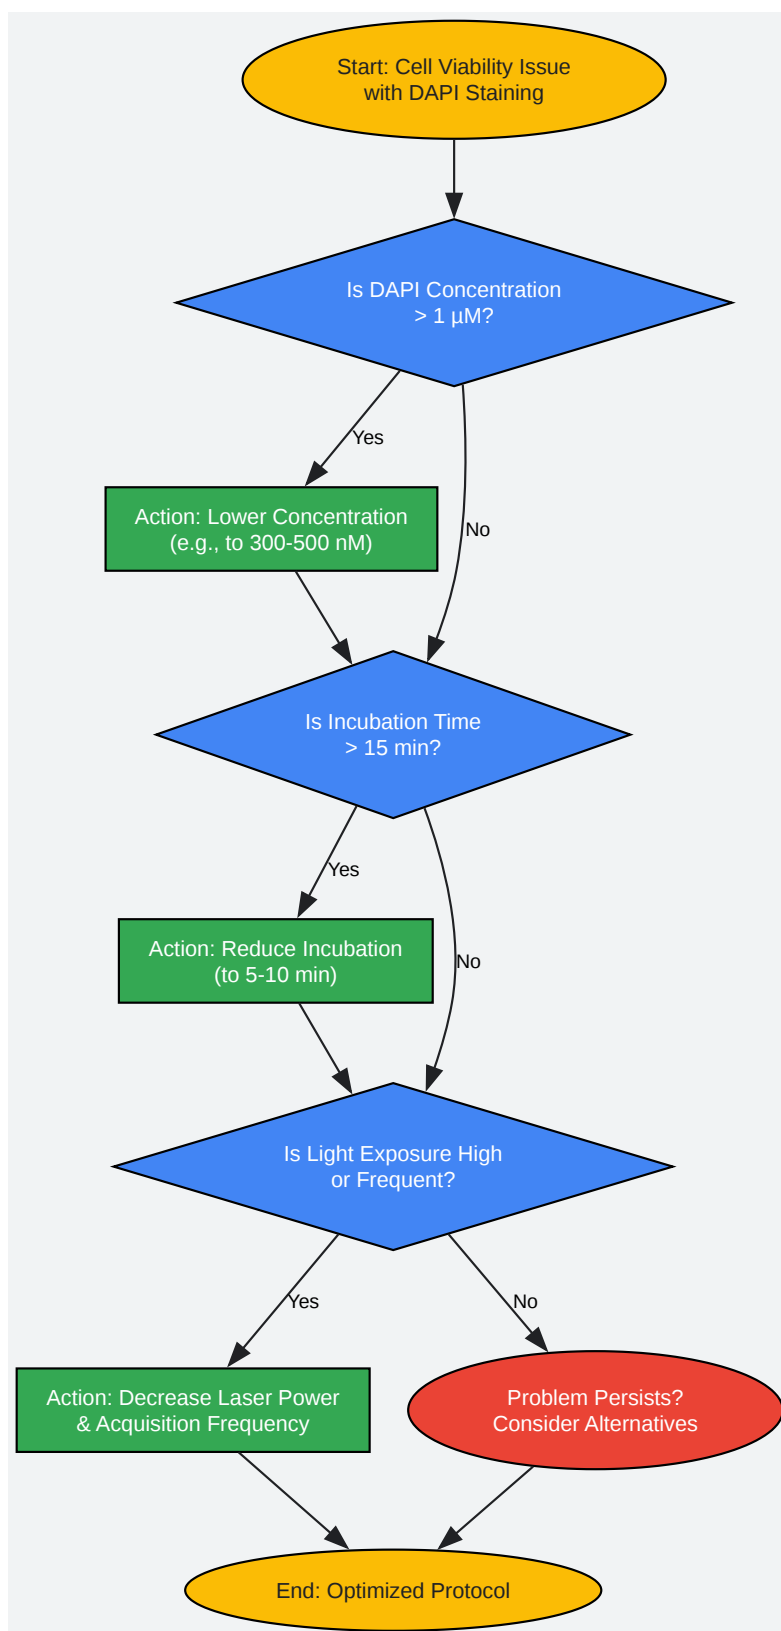 Start: Cell Viability Issue
with DAPI Staining
Is DAPI Concentration
> 1 µM?
Yes
Action: Lower Concentration
(e.g., to 300-500 nM)
No
Is Incubation Time
> 15 min?
Yes
Action: Reduce Incubation
(to 5-10 min)
No
Is Light Exposure High
or Frequent?
Yes
No
Action: Decrease Laser Power
& Acquisition Frequency
Problem Persists?
Consider Alternatives
End: Optimized Protocol